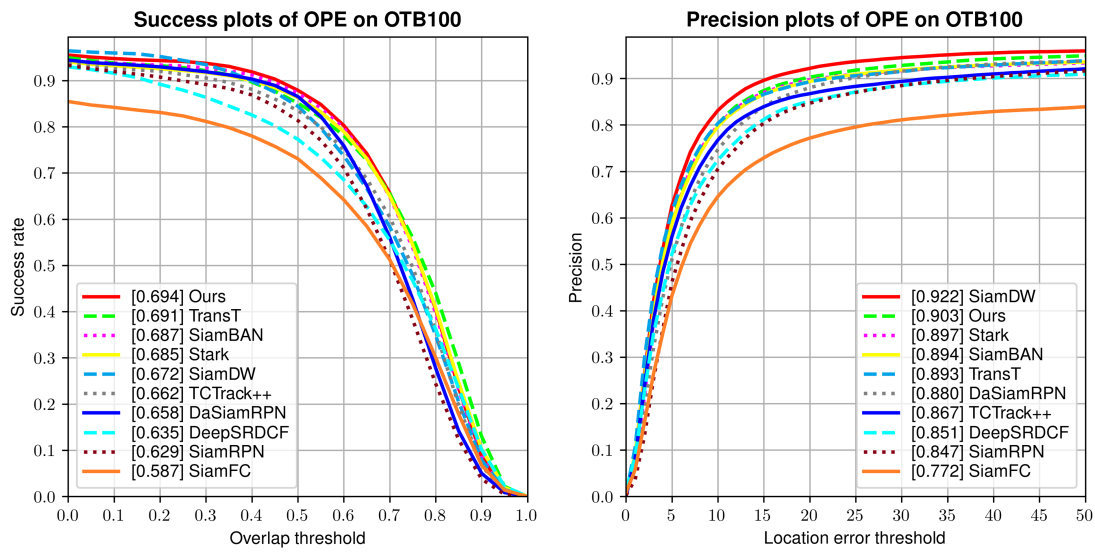 Success plots of OPE on OTB100
Success rate
0.9
0.8
0.7
0.6
0.5
0.4
0.3
0.2
0.1
0.0
[0.694] Ours
[0.691] TransT
[0.687] SiamBAN
[0.685] Stark
[0.672] SiamDW
[0.662] TCTrack++
[0.658] DaSiamRPN
[0.635] DeepSRDCF
[0.629] SiamRPN
[0.587] SiamFC
0.0 0.1 0.2 0.3 0.4 0.5 0.6 0.7 0.8 0.9 1.0
Overlap threshold
Precision plots of OPE on OTB100
Precision
0.9
0.8
0.7
0.6
0.5
0.4
0.3
0.2
0.1
0.0
[0.922] SiamDW
[0.903] Ours
[0.897] Stark
[0.894] SiamBAN
[0.893] TransT
[0.880] DaSiamRPN
[0.867] TCTrack++
[0.851] DeepSRDCF
[0.847] SiamRPN
[0.772] SiamFC
0 5 10 15 20 25 30 35 40 45 50
Location error threshold